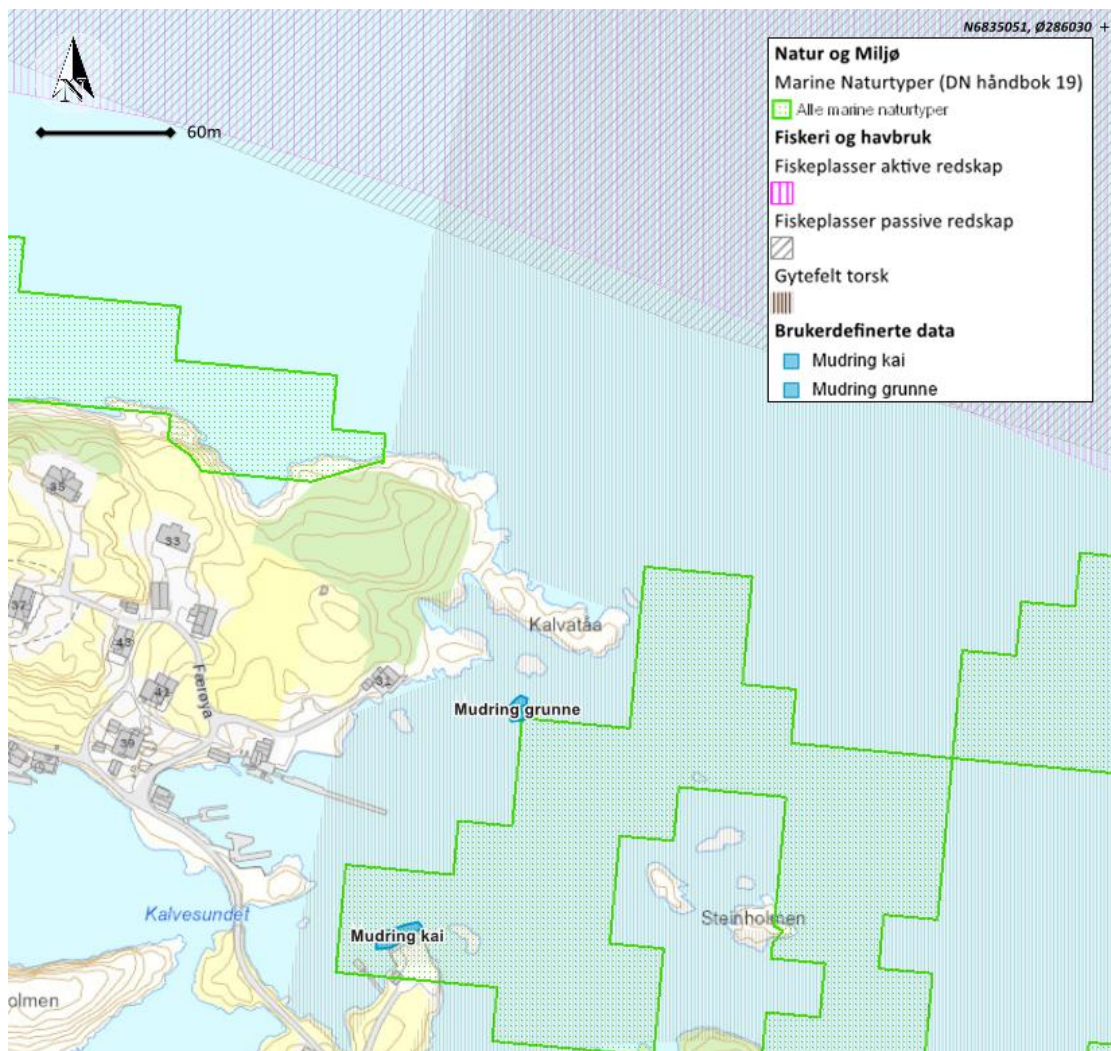 N6835051, Ø286030
N
60m
Natur og Miljø
Marine Naturtyper (DN håndbok 19)
Alle marine naturtyper
Fiskeri og havbruk
Fiskeplasser aktive redskap
Fiskeplasser passive redskap
Gytefelt torsk
Brukerdefinerte data
Mudring kai
Mudring grunne
35
33
37
43
Kalvatåa
Færøya
41
31
Mudring grunne
39
Kalvesundet
Steinholmen
Mudring kai
olmen